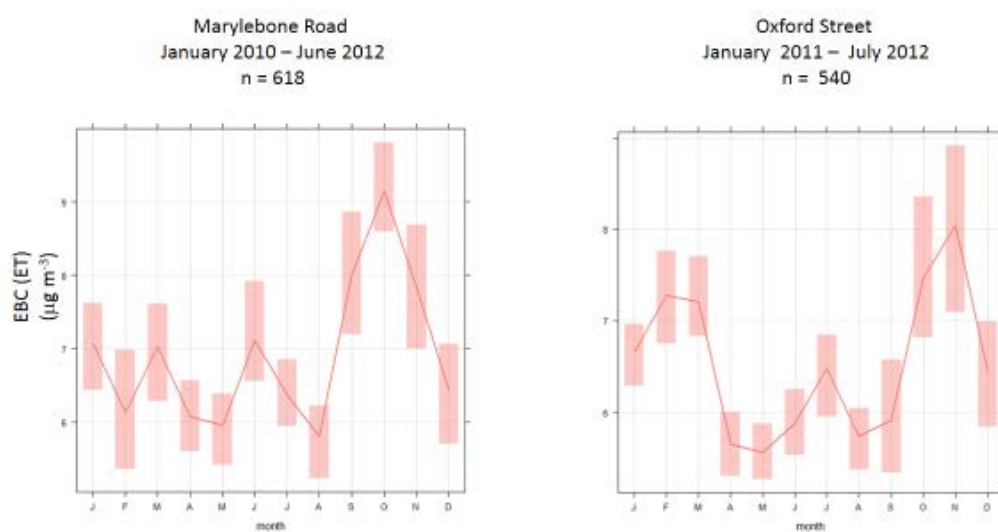 Marylebone Road
January 2010 – June 2012
n = 618
Oxford Street
January 2011 – July 2012
n = 540
EBC (ET)
(µg m⁻³)
9
8
7
6
J F M A M J J A S O N D
month
8
7
6
J F M A M J J A S O N D
month